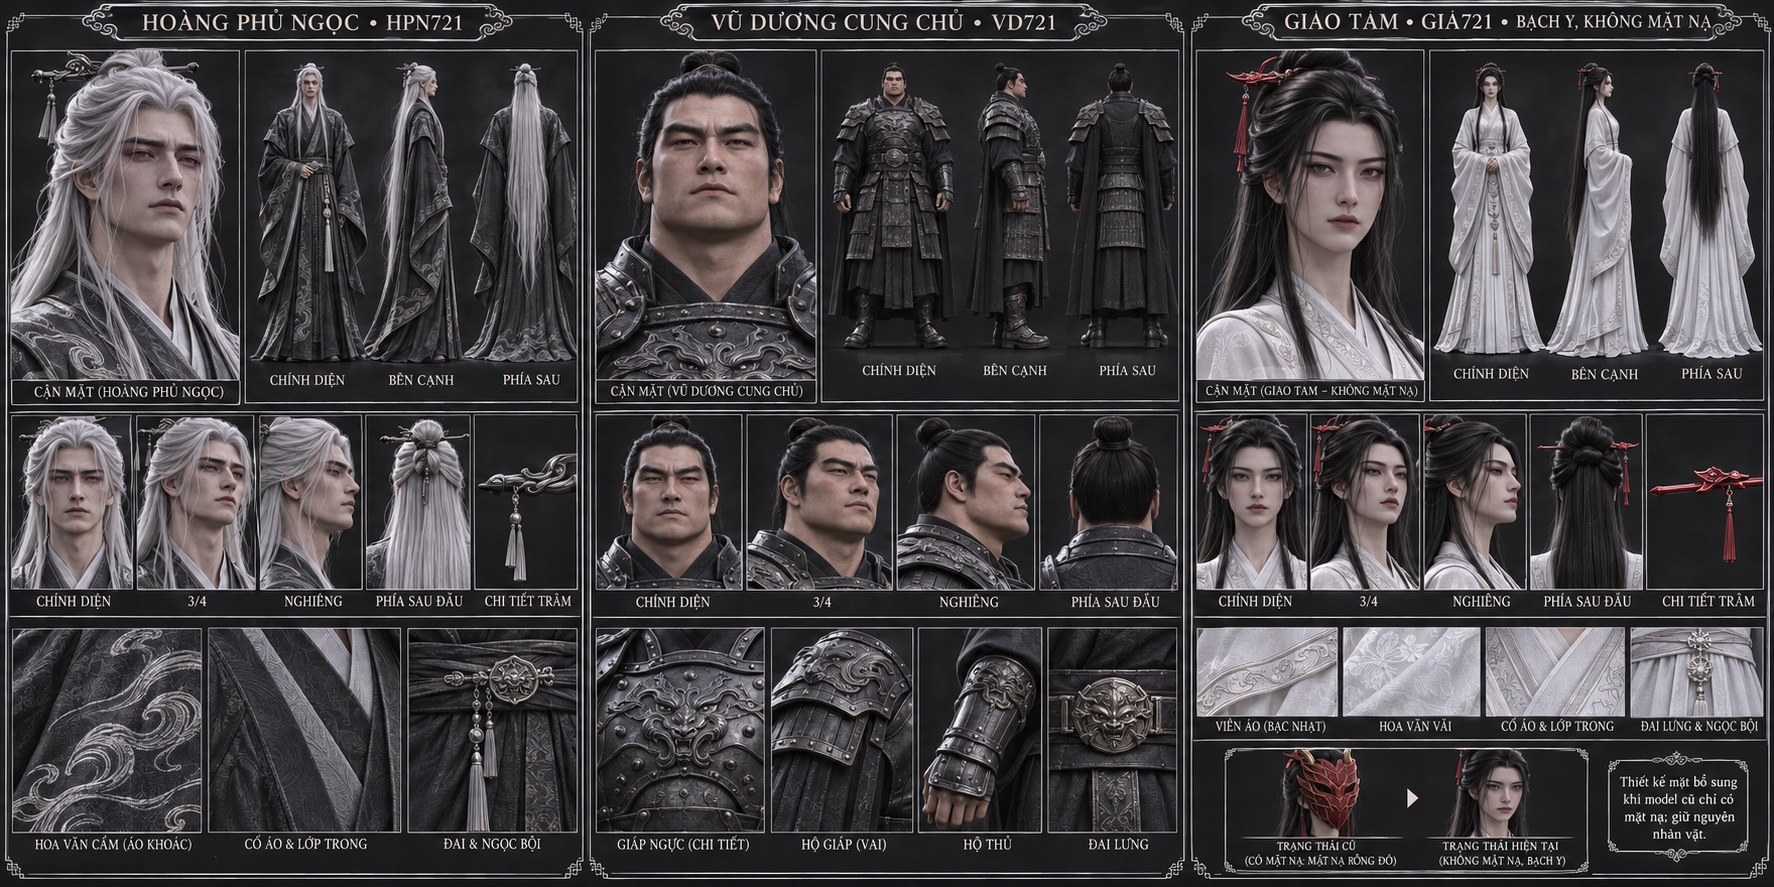 HOÀNG PHỦ NGỌC • HPN721
CẬN MẶT (HOÀNG PHỦ NGỌC)
CHÍNH DIỆN
BÊN CẠNH
PHÍA SAU
CHÍNH DIỆN
3/4
NGHIÊNG
PHÍA SAU ĐẦU
CHI TIẾT TRÂM
HOA VĂN CẨM (ÁO KHOÁC)
CỔ ÁO & LỚP TRONG
ĐAI & NGỌC BỘI
VŨ DƯƠNG CUNG CHỦ • VD721
CẬN MẶT (VŨ DƯƠNG CUNG CHỦ)
CHÍNH DIỆN
BÊN CẠNH
PHÍA SAU
CHÍNH DIỆN
3/4
NGHIÊNG
PHÍA SAU ĐẦU
GIÁP NGỰC (CHI TIẾT)
HỘ GIÁP (VAI)
HỘ THỦ
ĐAI LƯNG
GIAO TAM • GIA721 • BẠCH Y, KHÔNG MẶT NẠ
CẬN MẶT (GIAO TAM – KHÔNG MẶT NẠ)
CHÍNH DIỆN
BÊN CẠNH
PHÍA SAU
CHÍNH DIỆN
3/4
NGHIÊNG
PHÍA SAU ĐẦU
CHI TIẾT TRÂM
VIỀN ÁO (BẠC NHẠT)
HOA VĂN VẢI
CỔ ÁO & LỚP TRONG
ĐAI LƯNG & NGỌC BỘI
TRẠNG THÁI CŨ
(CÓ MẶT NẠ: MẶT NẠ RỒNG ĐỎ)
TRẠNG THÁI HIỆN TẠI
(KHÔNG MẶT NẠ, BẠCH Y)
Thiết kế mặt bổ sung
khi model cũ chỉ có
mặt nạ; giữ nguyên
nhân vật.